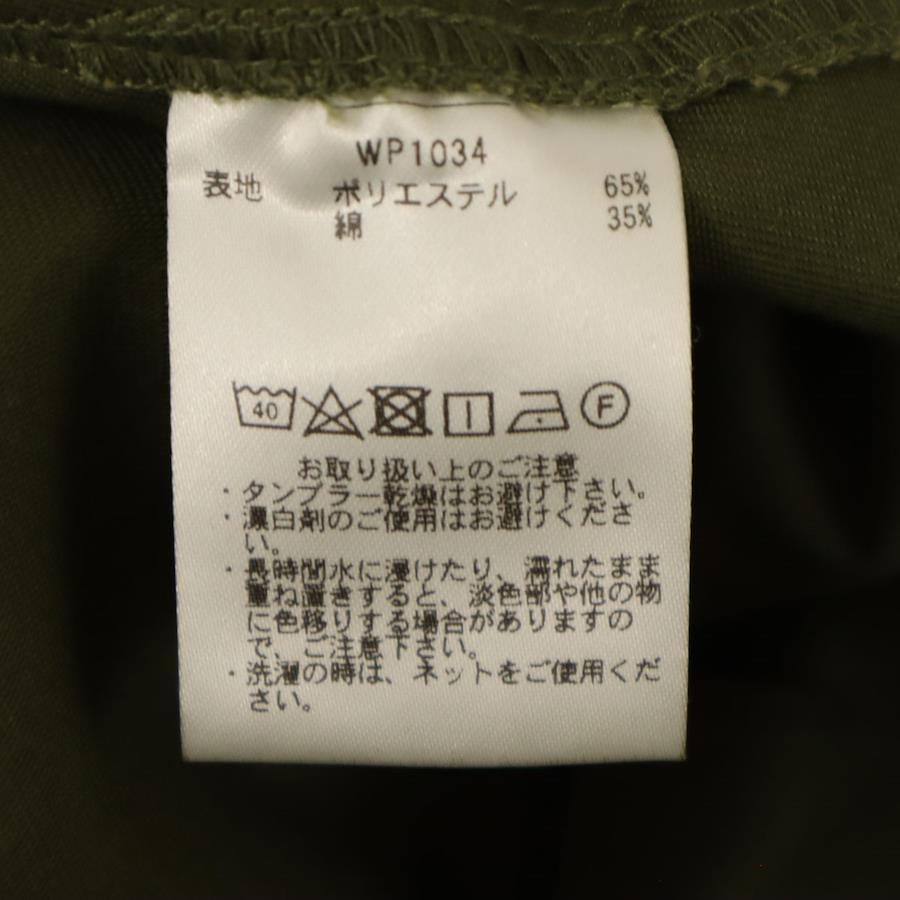 WP1034
表地 ポリエステル 65%
綿 35%
40 F
お取り扱い上のご注意
・タンブラー乾燥はお避け下さい。
・濃白剤のご使用はお避けくださ
い。
・長時間水に浸けたり、濡れたまま
重ね置きすると、淡色部や他の物
に色移りする場合がありますの
で、ご注意下さい。
・洗濯の時は、ネットをご使用くだ
さい。